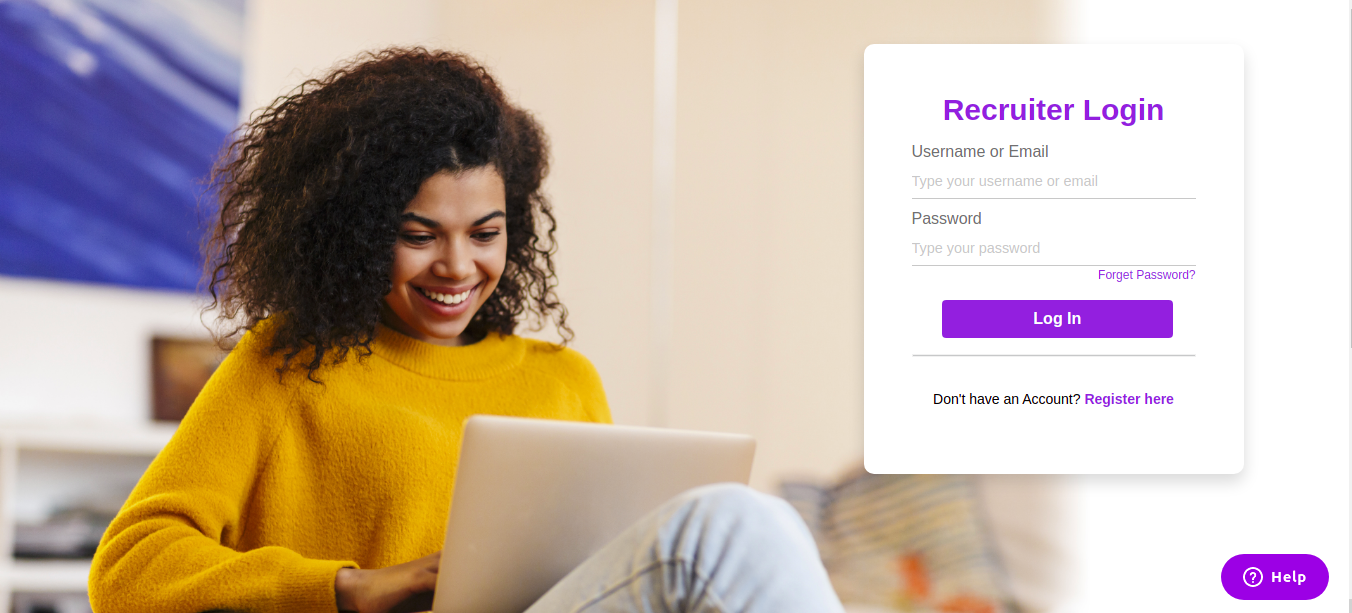 Recruiter Login
Username or Email
Type your username or email
Password
Type your password
Forget Password?
Log In
Don't have an Account? Register here
Help